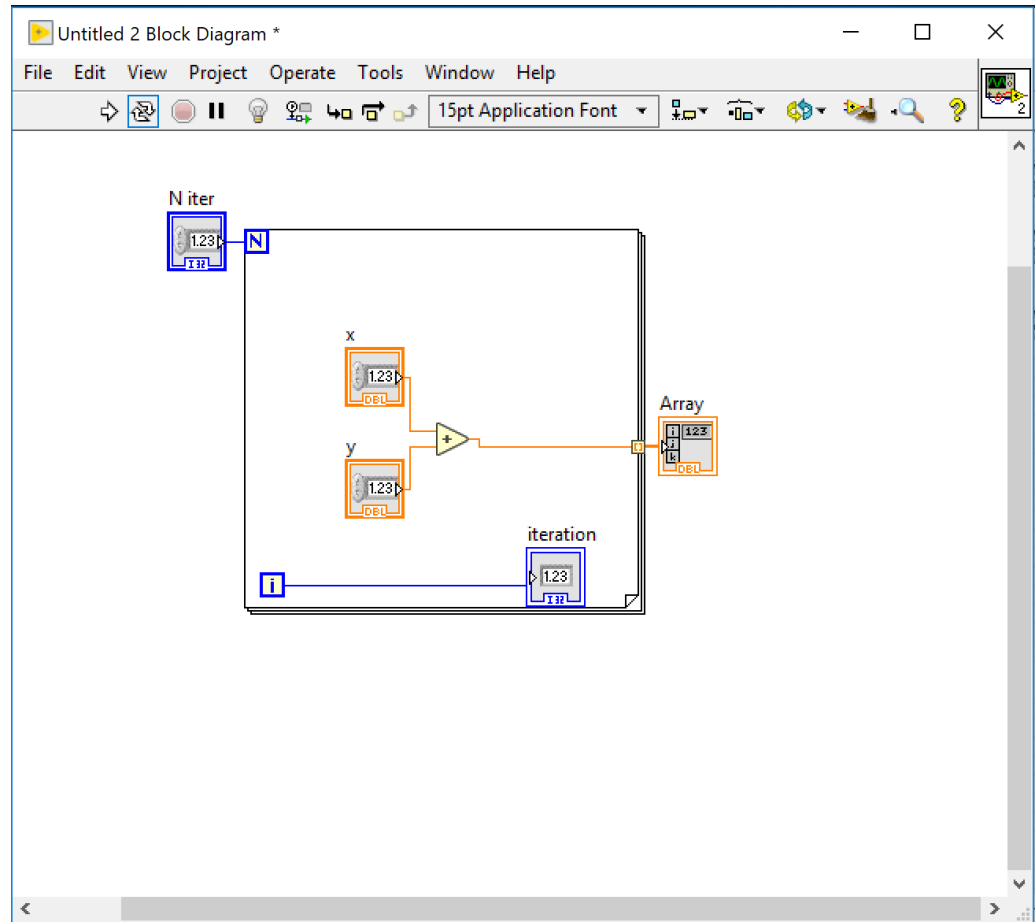 Untitled 2 Block Diagram *
File Edit View Project Operate Tools Window Help
15pt Application Font
2
N iter
1.23
I32
N
x
1.23
DBL
y
1.23
DBL
+
[]
Array
i 123
j
k
DBL
iteration
1.23
I32
i